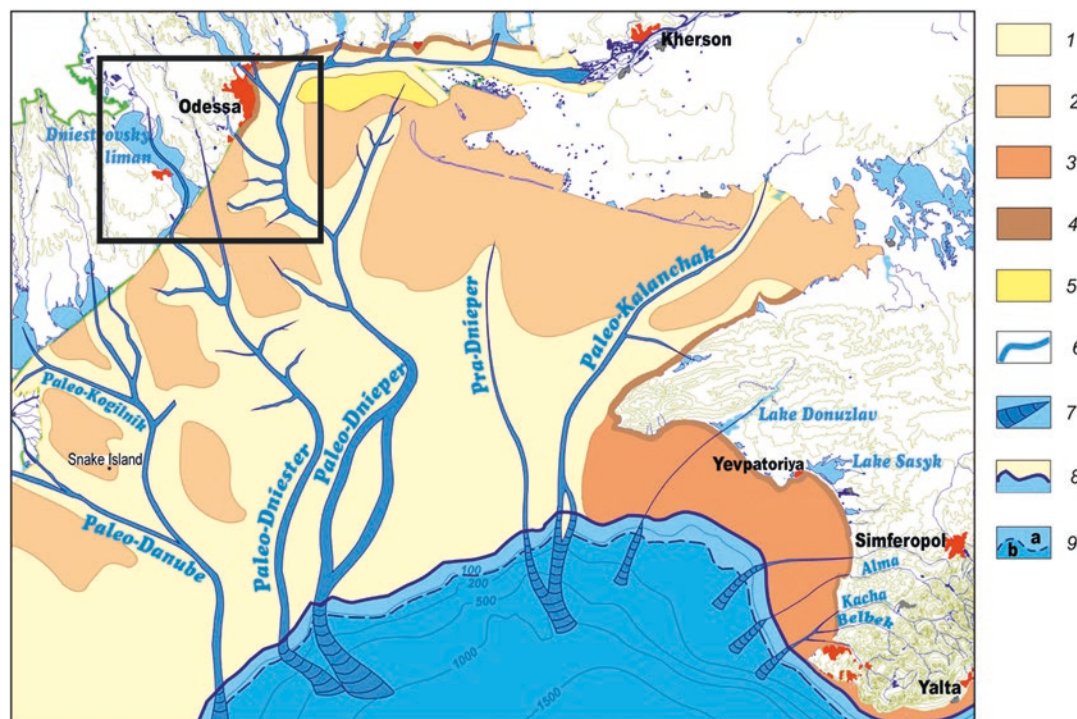 Kherson
Odessa
Dniestrovsky
liman
Paleo-Kalanchak
Pra-Dnieper
Paleo-Dnieper
Paleo-Kogilnik
Lake Donuzlav
Snake Island
Yevpatoriya
Lake Sasyk
Paleo-Dniester
Paleo-Danube
Simferopol
Alma
100
200
500
Kacha
Belbek
1000
1500
Yalta
1
2
3
4
5
6
7
8
a
b
9